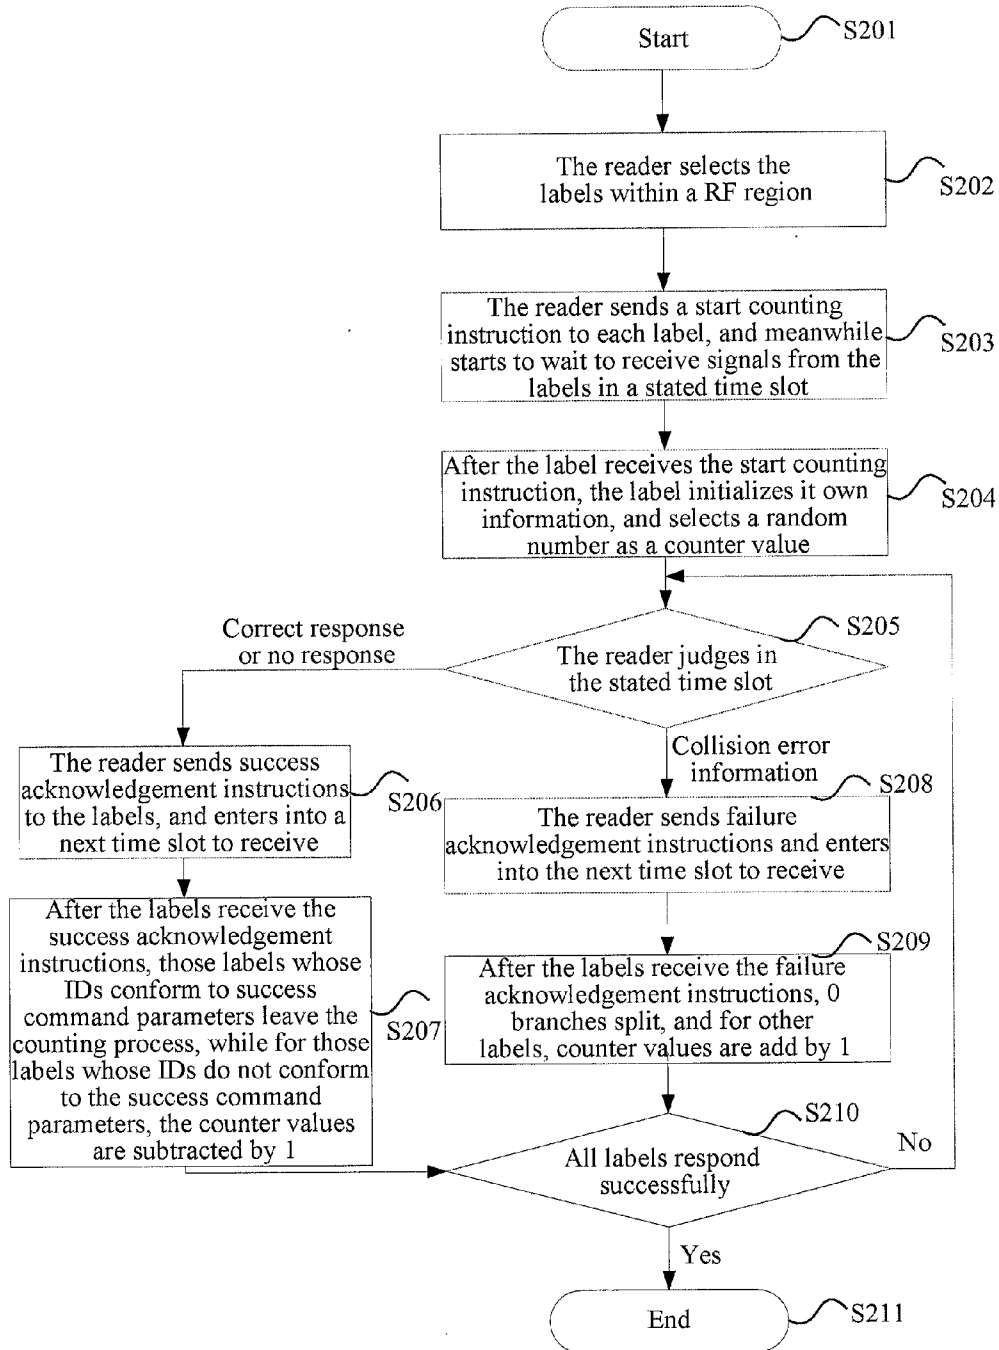 Start
S201
The reader selects the
labels within a RF region
S202
The reader sends a start counting
instruction to each label, and meanwhile
starts to wait to receive signals from the
labels in a stated time slot
S203
After the label receives the start counting
instruction, the label initializes it own
information, and selects a random
number as a counter value
S204
The reader judges in
the stated time slot
S205
Correct response
or no response
The reader sends success
acknowledgement instructions
to the labels, and enters into a
next time slot to receive
S206
After the labels receive the
success acknowledgement
instructions, those labels whose
IDs conform to success
command parameters leave the
counting process, while for those
labels whose IDs do not conform
to the success command
parameters, the counter values
are subtracted by 1
S207
Collision error
information
S208
The reader sends failure
acknowledgement instructions and enters
into the next time slot to receive
S209
After the labels receive the failure
acknowledgement instructions, 0
branches split, and for other
labels, counter values are add by 1
S210
All labels respond
successfully
No
Yes
End
S211